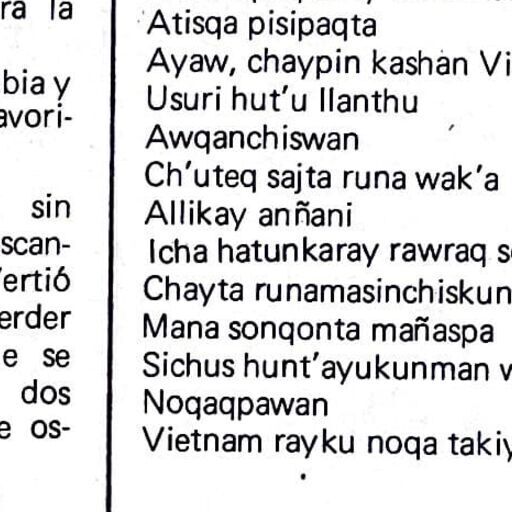 ra la
bia y
avori-
sin
scan-
ertió
erder
e se
dos
e os-
Atisqa pisipaqta
Ayaw, chaypin kashan Vi
Usuri hut'u llanthu
Awqanchiswan
Ch'uteq sajta runa wak'a
Allikay anñani
Icha hatunkaray rawraq s
Chayta runamasinchiskun
Mana sonqonta mañaspa
Sichus hunt'ayukunman
Noqaqpawan
Vietnam rayku noqa takiy